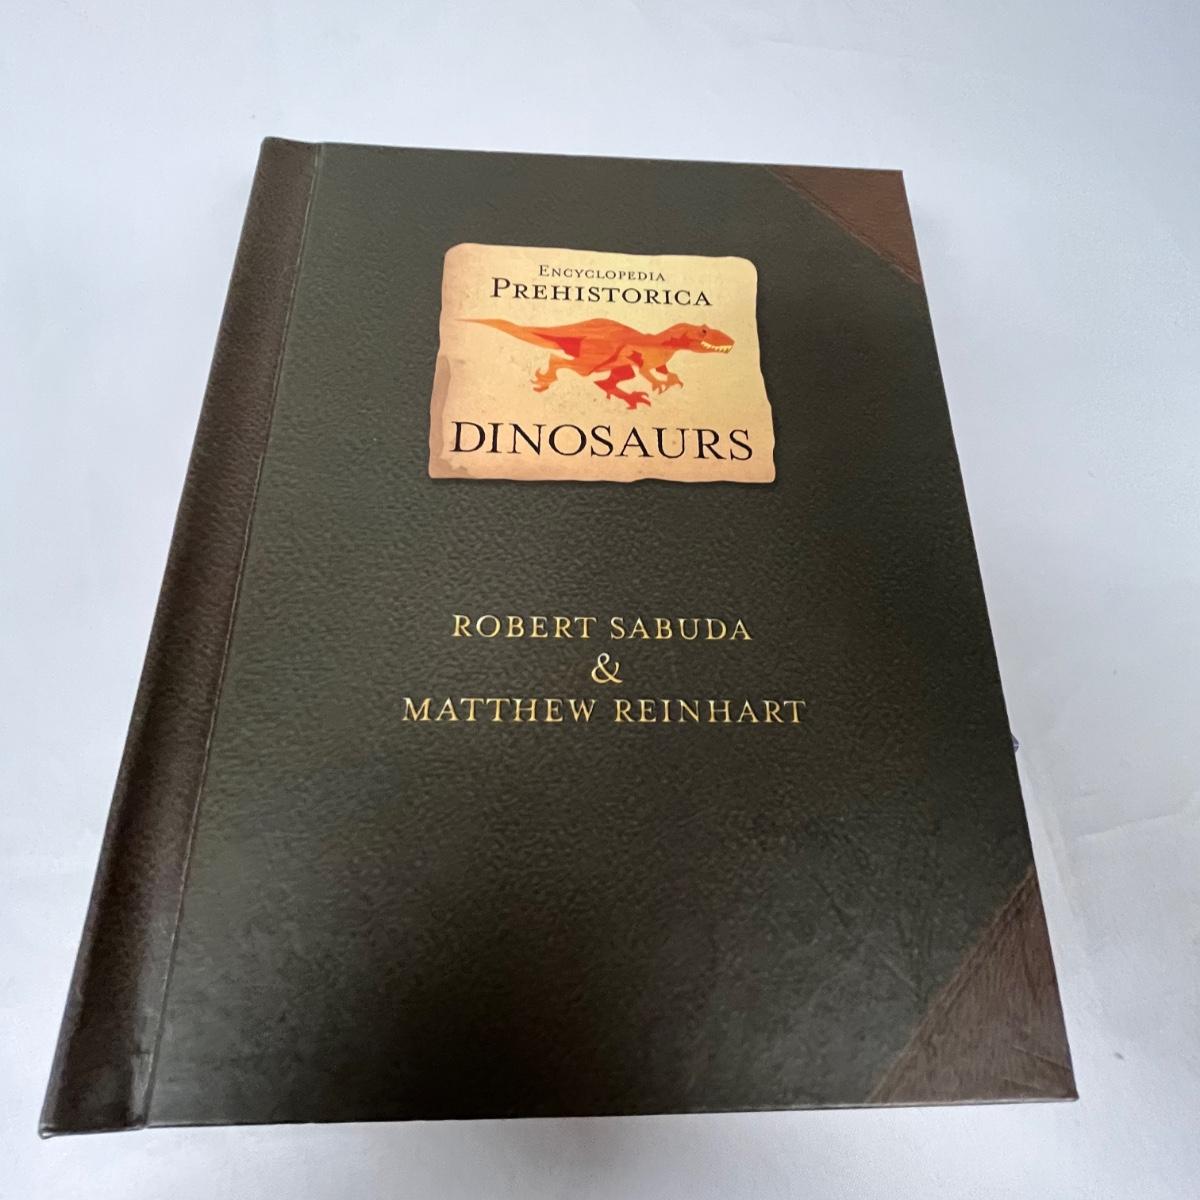 ENCYCLOPEDIA
PREHISTORICA
DINOSAURS
ROBERT SABUDA
&
MATTHEW REINHART